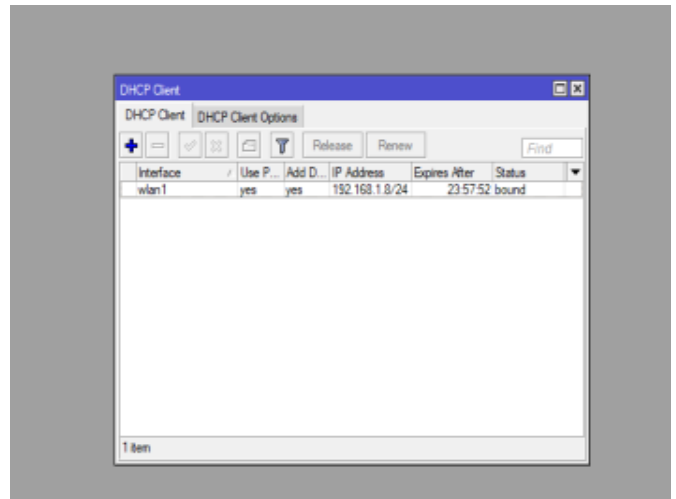 DHCP Client
DHCP Client DHCP Client Options
Release Renew Find
Interface Use P... Add D... IP Address Expires After Status
wlan1 yes yes 192.168.1.8/24 23:57:52 bound
1 item